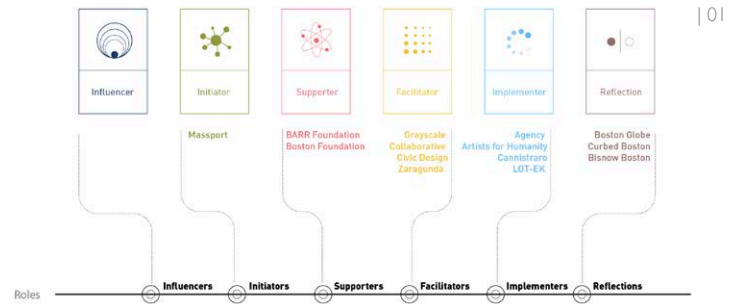 | 01
Influencer
Initiator
Supporter
Facilitator
Implementer
Reflection
Massport
BARR Foundation
Boston Foundation
Grayscale
Collaborative
Civic Design
Zaragunda
Agency
Artists for Humanity
Cannistraro
LOT-EK
Boston Globe
Curbed Boston
Bisnow Boston
Roles
Influencers
Initiators
Supporters
Facilitators
Implementers
Reflections